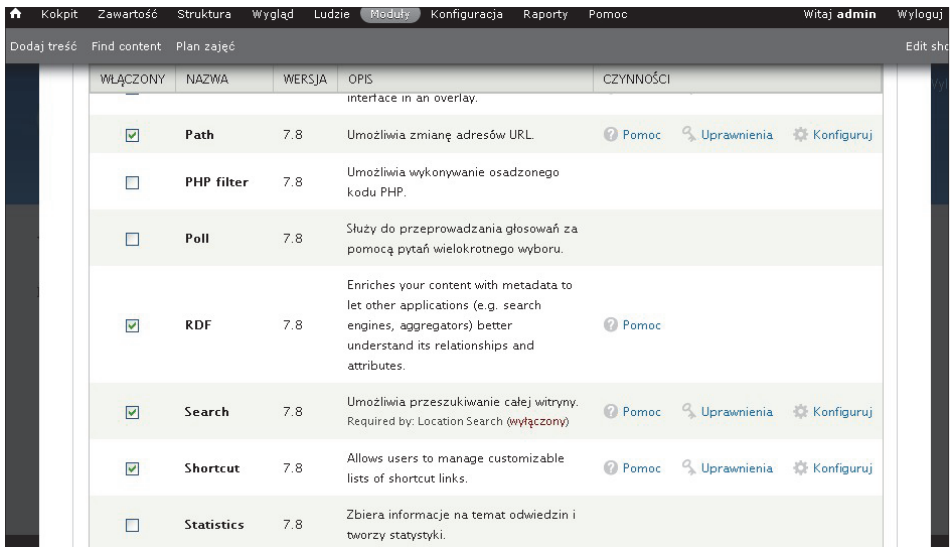 Kokpit Zawartość Struktura Wygląd Ludzie Moduły Konfiguracja Raporty Pomoc Witaj admin Wyloguj
Dodaj treść Find content Plan zajęć Edit sho
WŁĄCZONY NAZWA WERSJA OPIS CZYNNOŚCI
interface in an overlay.
Path 7.8 Umożliwia zmianę adresów URL. Pomoc Uprawnienia Konfiguruj
PHP filter 7.8 Umożliwia wykonywanie osadzonego
kodu PHP.
Poll 7.8 Służy do przeprowadzania głosowań za
pomocą pytań wielokrotnego wyboru.
Enriches your content with metadata to
let other applications (e.g. search
RDF 7.8 engines, aggregators) better Pomoc
understand its relationships and
attributes.
Search 7.8 Umożliwia przeszukiwanie całej witryny. Pomoc Uprawnienia Konfiguruj
Required by: Location Search (wyłączony)
Shortcut 7.8 Allows users to manage customizable Pomoc Uprawnienia Konfiguruj
lists of shortcut links.
Statistics 7.8 Zbiera informacje na temat odwiedzin i
tworzy statystyki.